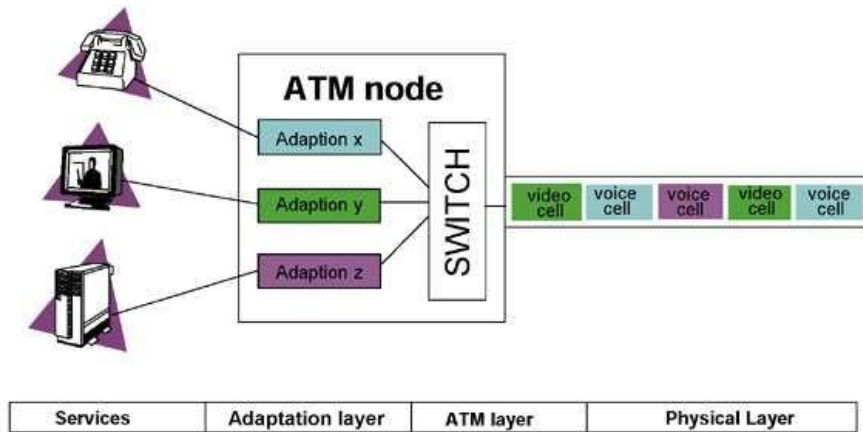 ATM node
Adaption x
Adaption y
Adaption z
SWITCH
video cell
voice cell
voice cell
video cell
voice cell
Services
Adaptation layer
ATM layer
Physical Layer